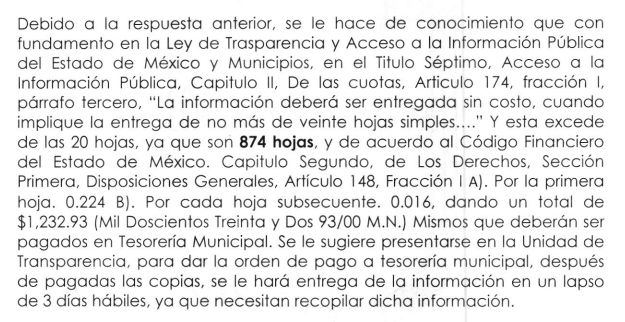 Debido a la respuesta anterior, se le hace de conocimiento que con
fundamento en la Ley de Trasparencia y Acceso a la Información Pública
del Estado de México y Municipios, en el Titulo Séptimo, Acceso a la
Información Pública, Capitulo II, De las cuotas, Articulo 174, fracción I,
párrafo tercero, “La información deberá ser entregada sin costo, cuando
implique la entrega de no más de veinte hojas simples....” Y esta excede
de las 20 hojas, ya que son 874 hojas, y de acuerdo al Código Financiero
del Estado de México. Capitulo Segundo, de Los Derechos, Sección
Primera, Disposiciones Generales, Artículo 148, Fracción I A). Por la primera
hoja. 0.224 B). Por cada hoja subsecuente. 0.016, dando un total de
$1,232.93 (Mil Doscientos Treinta y Dos 93/00 M.N.) Mismos que deberán ser
pagados en Tesorería Municipal. Se le sugiere presentarse en la Unidad de
Transparencia, para dar la orden de pago a tesorería municipal, después
de pagadas las copias, se le hará entrega de la información en un lapso
de 3 días hábiles, ya que necesitan recopilar dicha información.